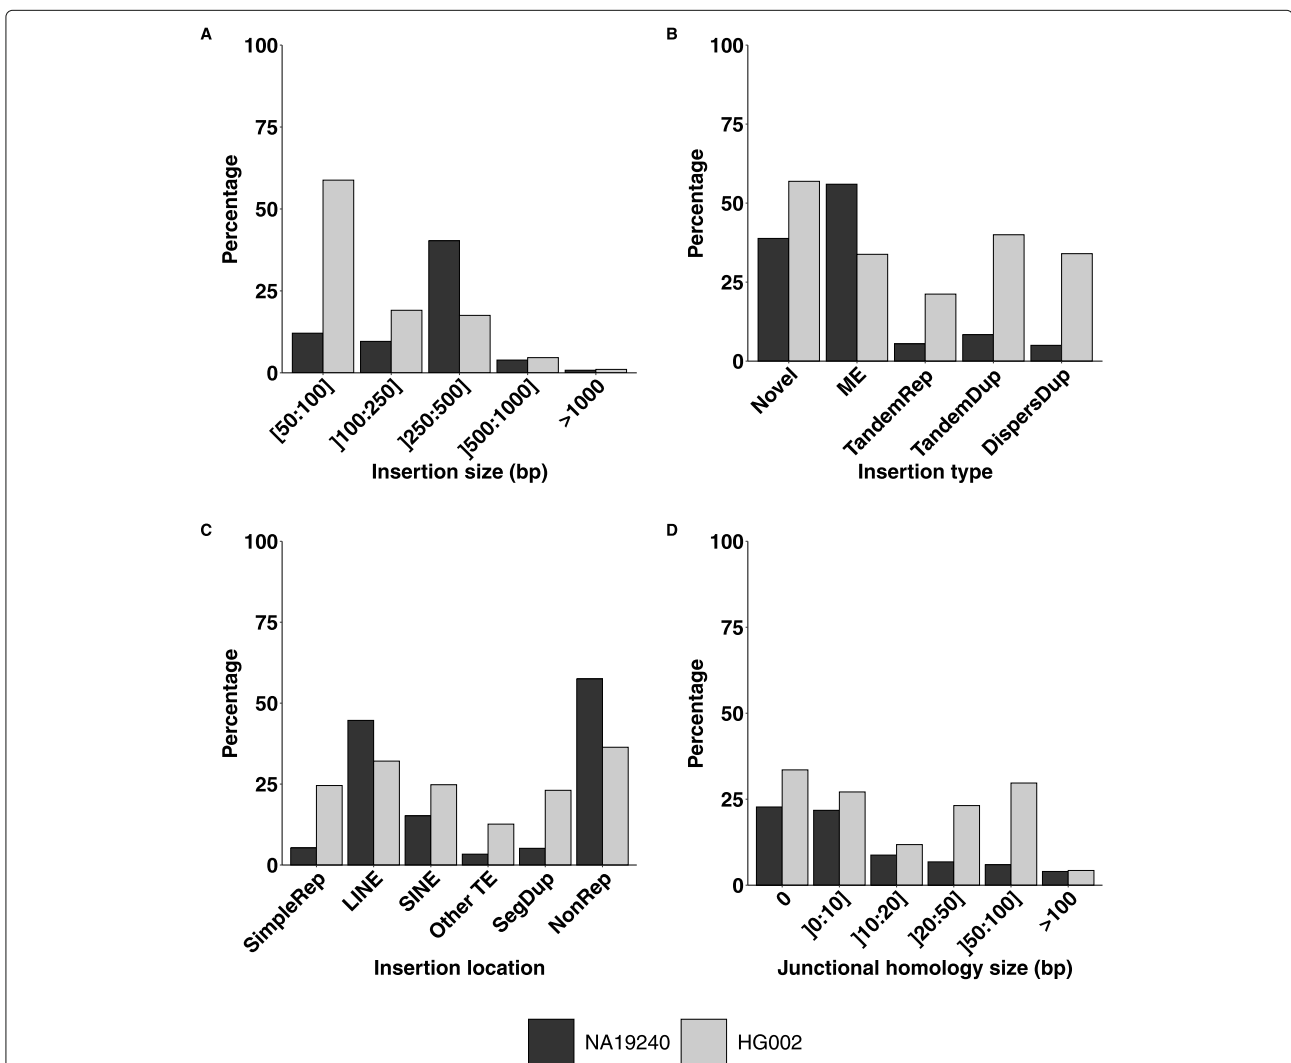 A
100
75
50
25
0
Percentage
[50:100]
]100:250]
]250:500]
]500:1000]
>1000
Insertion size (bp)
B
100
75
50
25
0
Percentage
Novel
ME
TandemRep
TandemDup
DispersDup
Insertion type
C
100
75
50
25
0
Percentage
SimpleRep
LINE
SINE
Other TE
SegDup
NonRep
Insertion location
D
100
75
50
25
0
Percentage
0
]0:10]
]10:20]
]20:50]
]50:100]
>100
Junctional homology size (bp)
NA19240
HG002